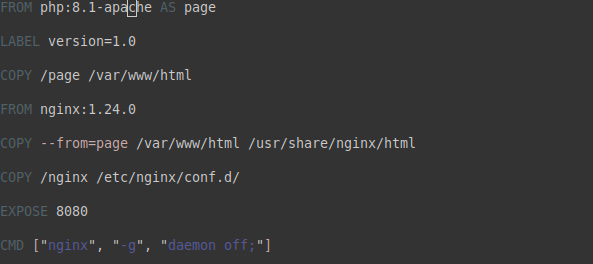 FROM php:8.1-apache AS page
LABEL version=1.0
COPY /page /var/www/html
FROM nginx:1.24.0
COPY --from=page /var/www/html /usr/share/nginx/html
COPY /nginx /etc/nginx/conf.d/
EXPOSE 8080
CMD ["nginx", "-g", "daemon off;"]